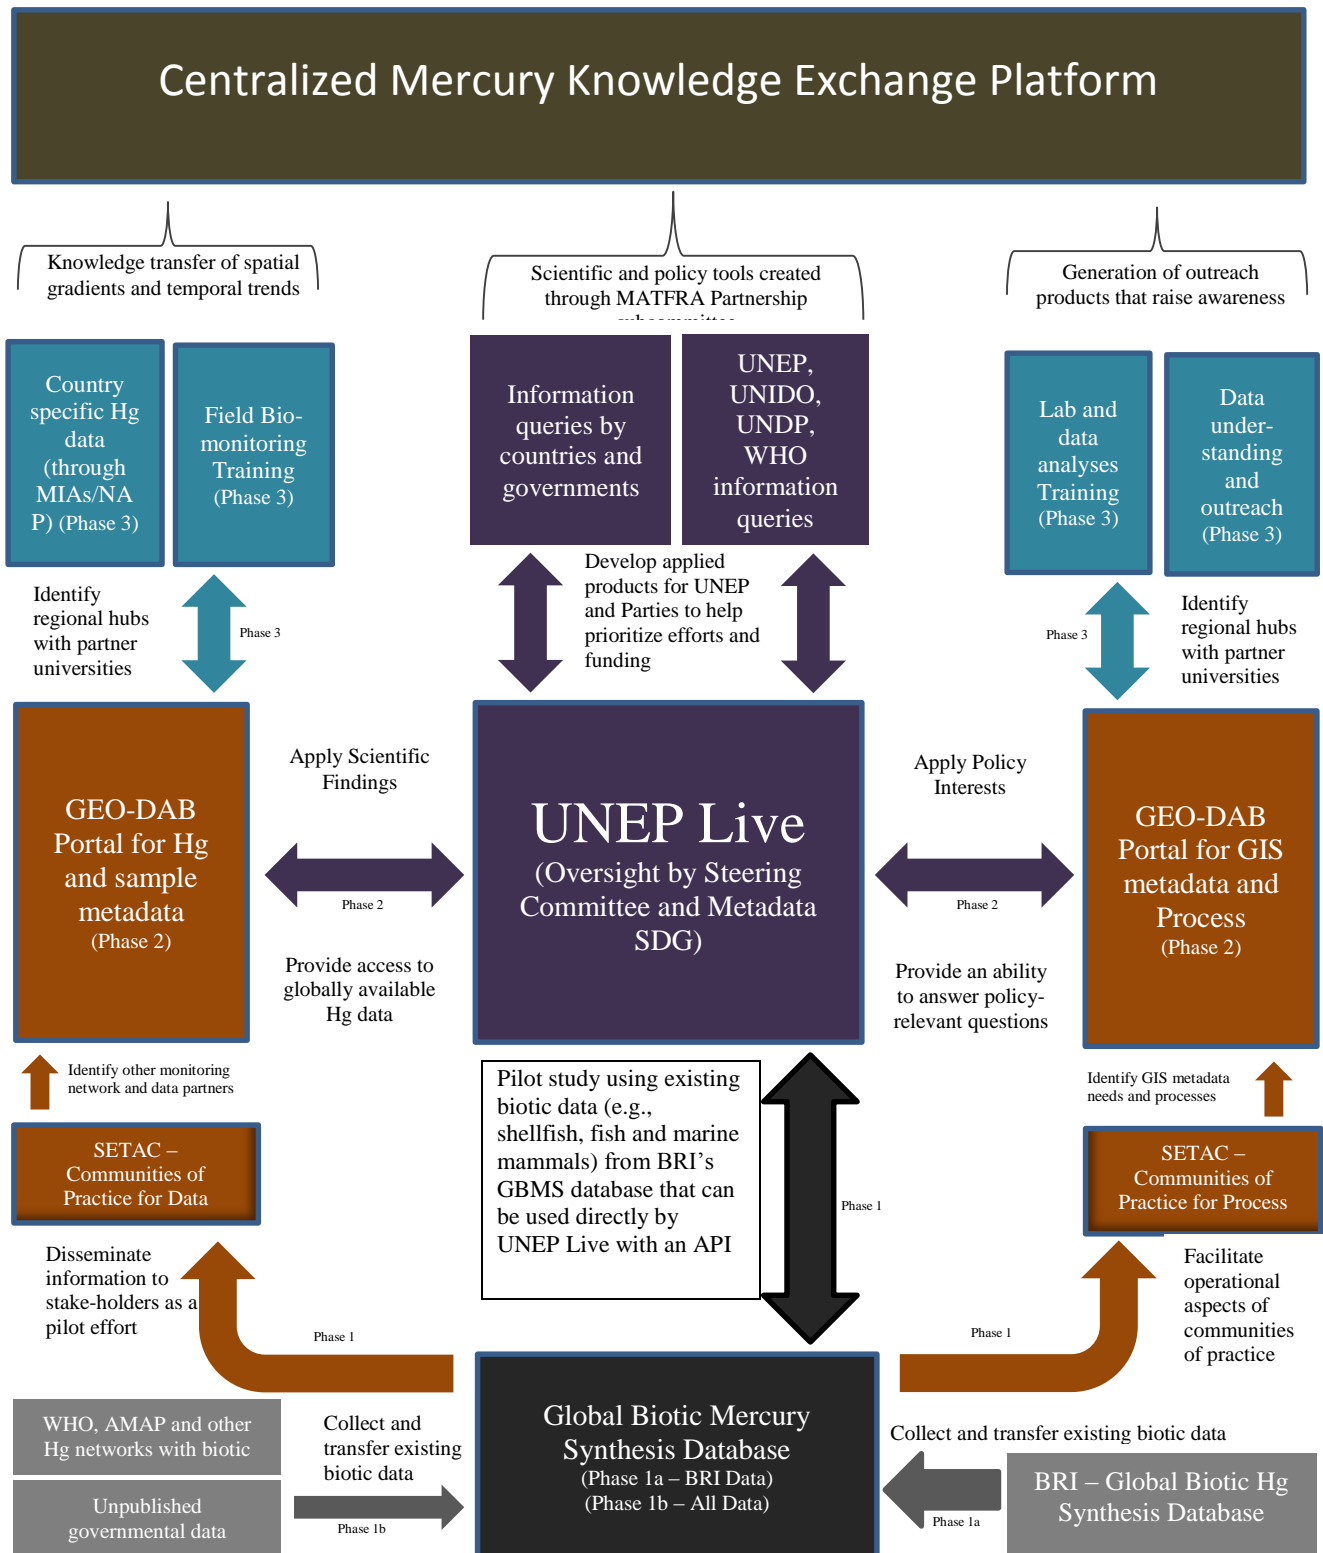 Centralized Mercury Knowledge Exchange Platform
Knowledge transfer of spatial
gradients and temporal trends
Scientific and policy tools created
through MATFRA Partnership
subcommittee
Generation of outreach
products that raise awareness
Country
specific Hg
data
(through
MIAs/NA
P) (Phase 3)
Field Bio-
monitoring
Training
(Phase 3)
Information
queries by
countries and
governments
UNEP,
UNIDO,
UNDP,
WHO
information
queries
Lab and
data
analyses
Training
(Phase 3)
Data
under-
standing
and
outreach
(Phase 3)
Identify
regional hubs
with partner
universities
Phase 3
Develop applied
products for UNEP
and Parties to help
prioritize efforts and
funding
Phase 3
Identify
regional hubs
with partner
universities
GEO-DAB
Portal for Hg
and sample
metadata
(Phase 2)
Apply Scientific
Findings
Phase 2
Provide access to
globally available
Hg data
UNEP Live
(Oversight by Steering
Committee and Metadata
SDG)
Apply Policy
Interests
Phase 2
Provide an ability
to answer policy-
relevant questions
GEO-DAB
Portal for GIS
metadata and
Process
(Phase 2)
Identify other monitoring
network and data partners
Pilot study using existing
biotic data (e.g.,
shellfish, fish and marine
mammals) from BRI’s
GBMS database that can
be used directly by
UNEP Live with an API
Phase 1
Identify GIS metadata
needs and processes
SETAC –
Communities of
Practice for Data
SETAC –
Communities of
Practice for Process
Disseminate
information to
stake-holders as a
pilot effort
Phase 1
Phase 1
Facilitate
operational
aspects of
communities
of practice
WHO, AMAP and other
Hg networks with biotic
Unpublished
governmental data
Collect and
transfer existing
biotic data
Phase 1b
Global Biotic Mercury
Synthesis Database
(Phase 1a – BRI Data)
(Phase 1b – All Data)
Collect and transfer existing biotic data
Phase 1a
BRI – Global Biotic Hg
Synthesis Database